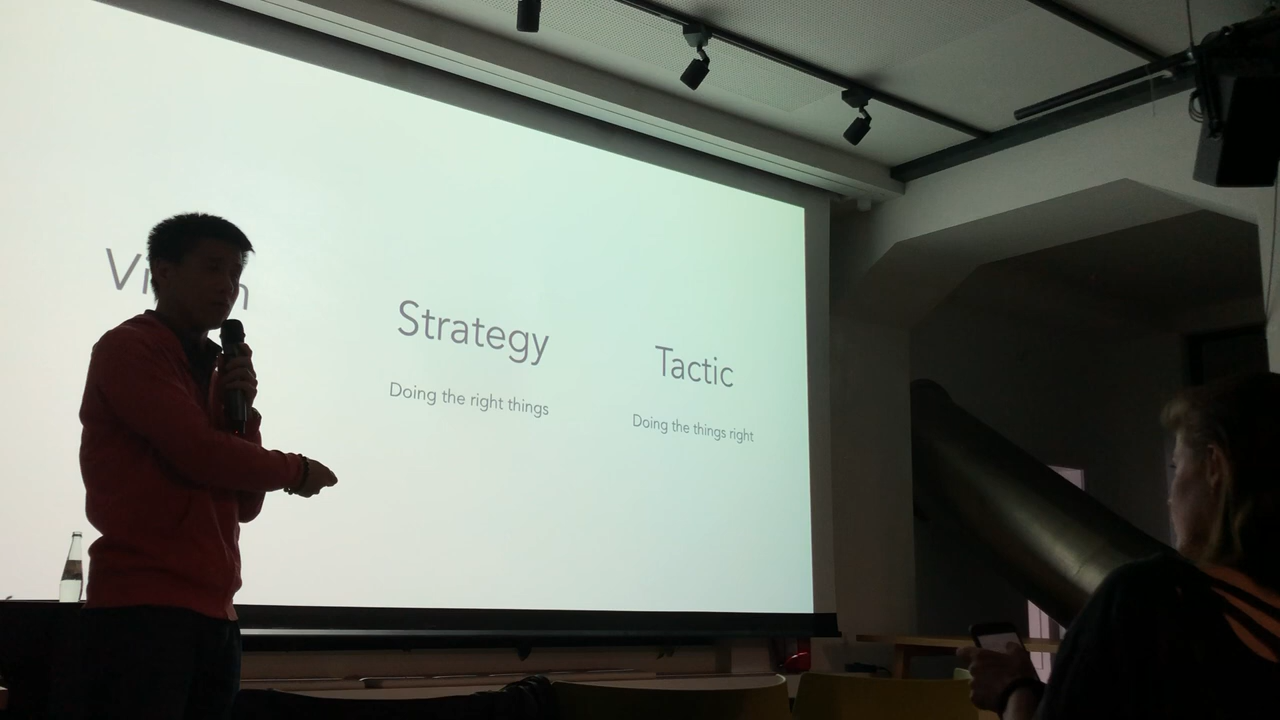 Strategy
Doing the right things
Tactic
Doing the things right